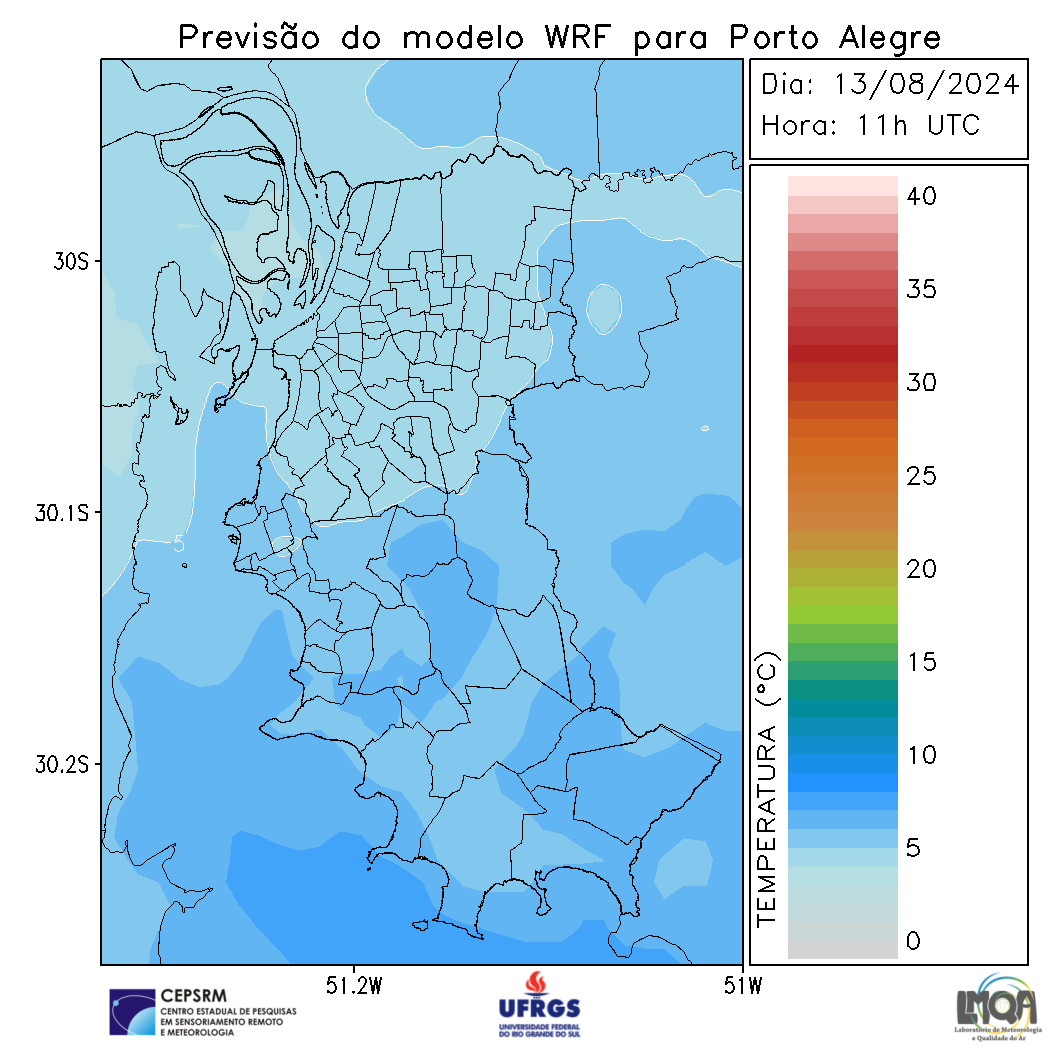 Previsão do modelo WRF para Porto Alegre
Dia: 13/08/2024
Hora: 11h UTC
40
35
30
25
20
15
10
5
0
TEMPERATURA (°C)
30S
30.1S
30.2S
51.2W
51W
CEPSRM
CENTRO ESTADUAL DE PESQUISAS
EM SENSORIAMENTO REMOTO
E METEOROLOGIA
UFRGS
UNIVERSIDADE FEDERAL
DO RIO GRANDE DO SUL
LMQA
Laboratório de Meteorologia
e Qualidade do Ar